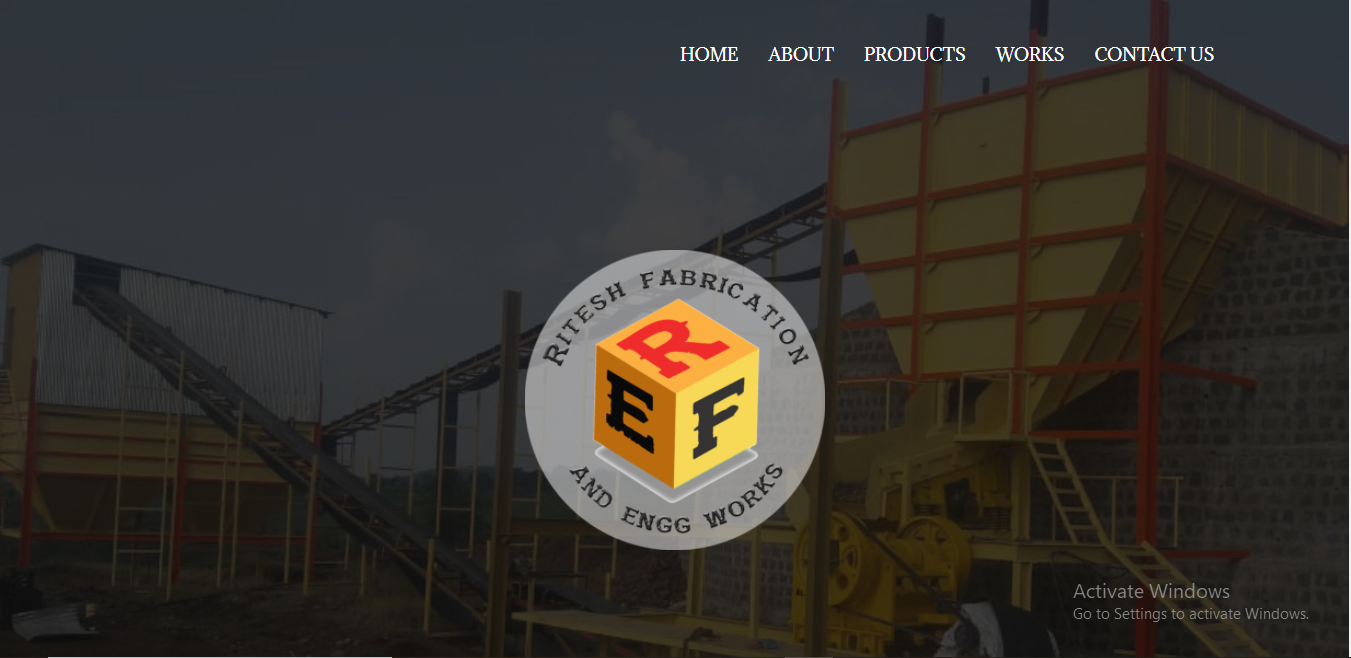 HOME ABOUT PRODUCTS WORKS CONTACT US
RITESH FABRICATION
R
E F
AND ENGG WORKS
Activate Windows
Go to Settings to activate Windows.